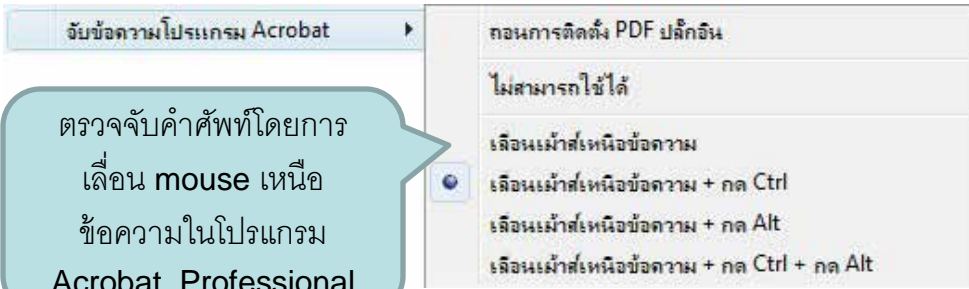 จับข้อความโปรแกรม Acrobat
ถอนการติดตั้ง PDF ปลั๊กอิน
ไม่สามารถใช้ได้
เลื่อนเม้าส์เหนือข้อความ
เลื่อนเม้าส์เหนือข้อความ + กด Ctrl
เลื่อนเม้าส์เหนือข้อความ + กด Alt
เลื่อนเม้าส์เหนือข้อความ + กด Ctrl + กด Alt
ตรวจจับคำศัพท์โดยการ
เลื่อน mouse เหนือ
ข้อความในโปรแกรม
Acrobat Professional